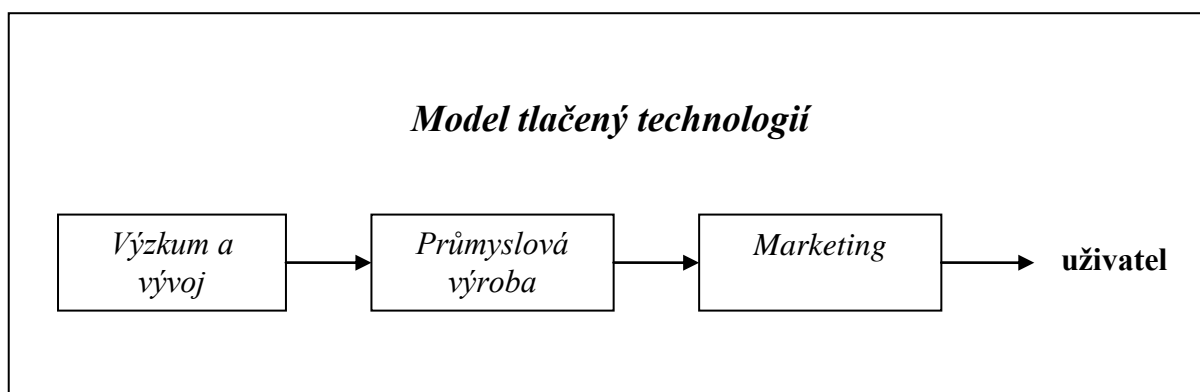 Model tlačený technologií
Výzkum a
vývoj
Průmyslová
výroba
Marketing
uživatel